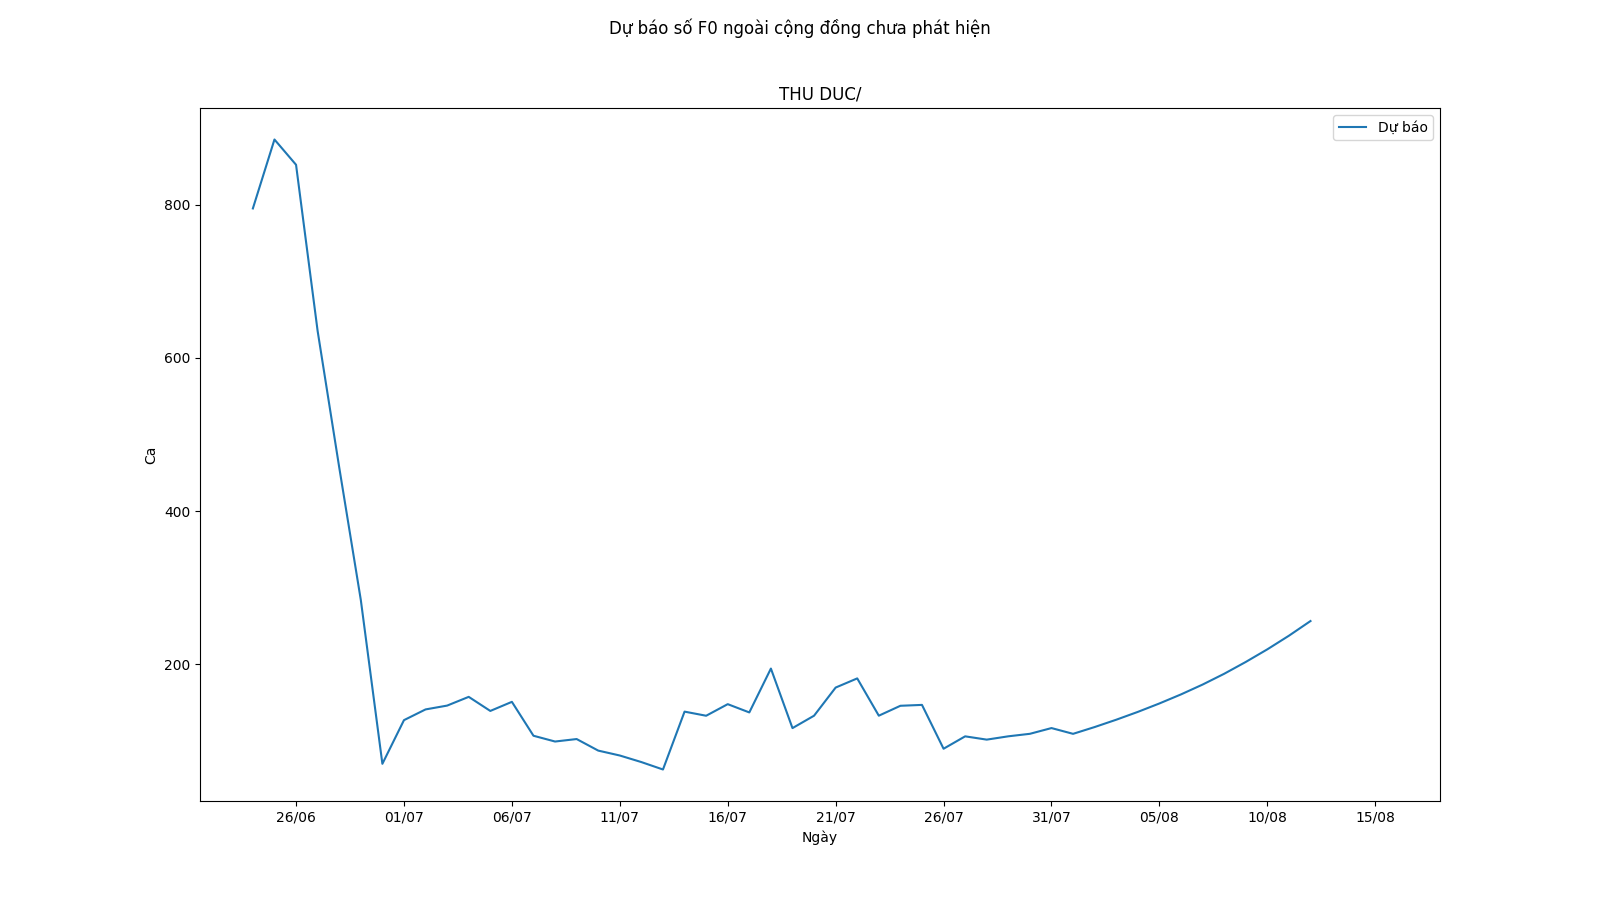 Dự báo số F0 ngoài cộng đồng chưa phát hiện
THU DUC/
Dự báo
800
600
400
200
Ca
26/06 01/07 06/07 11/07 16/07 21/07 26/07 31/07 05/08 10/08 15/08
Ngày